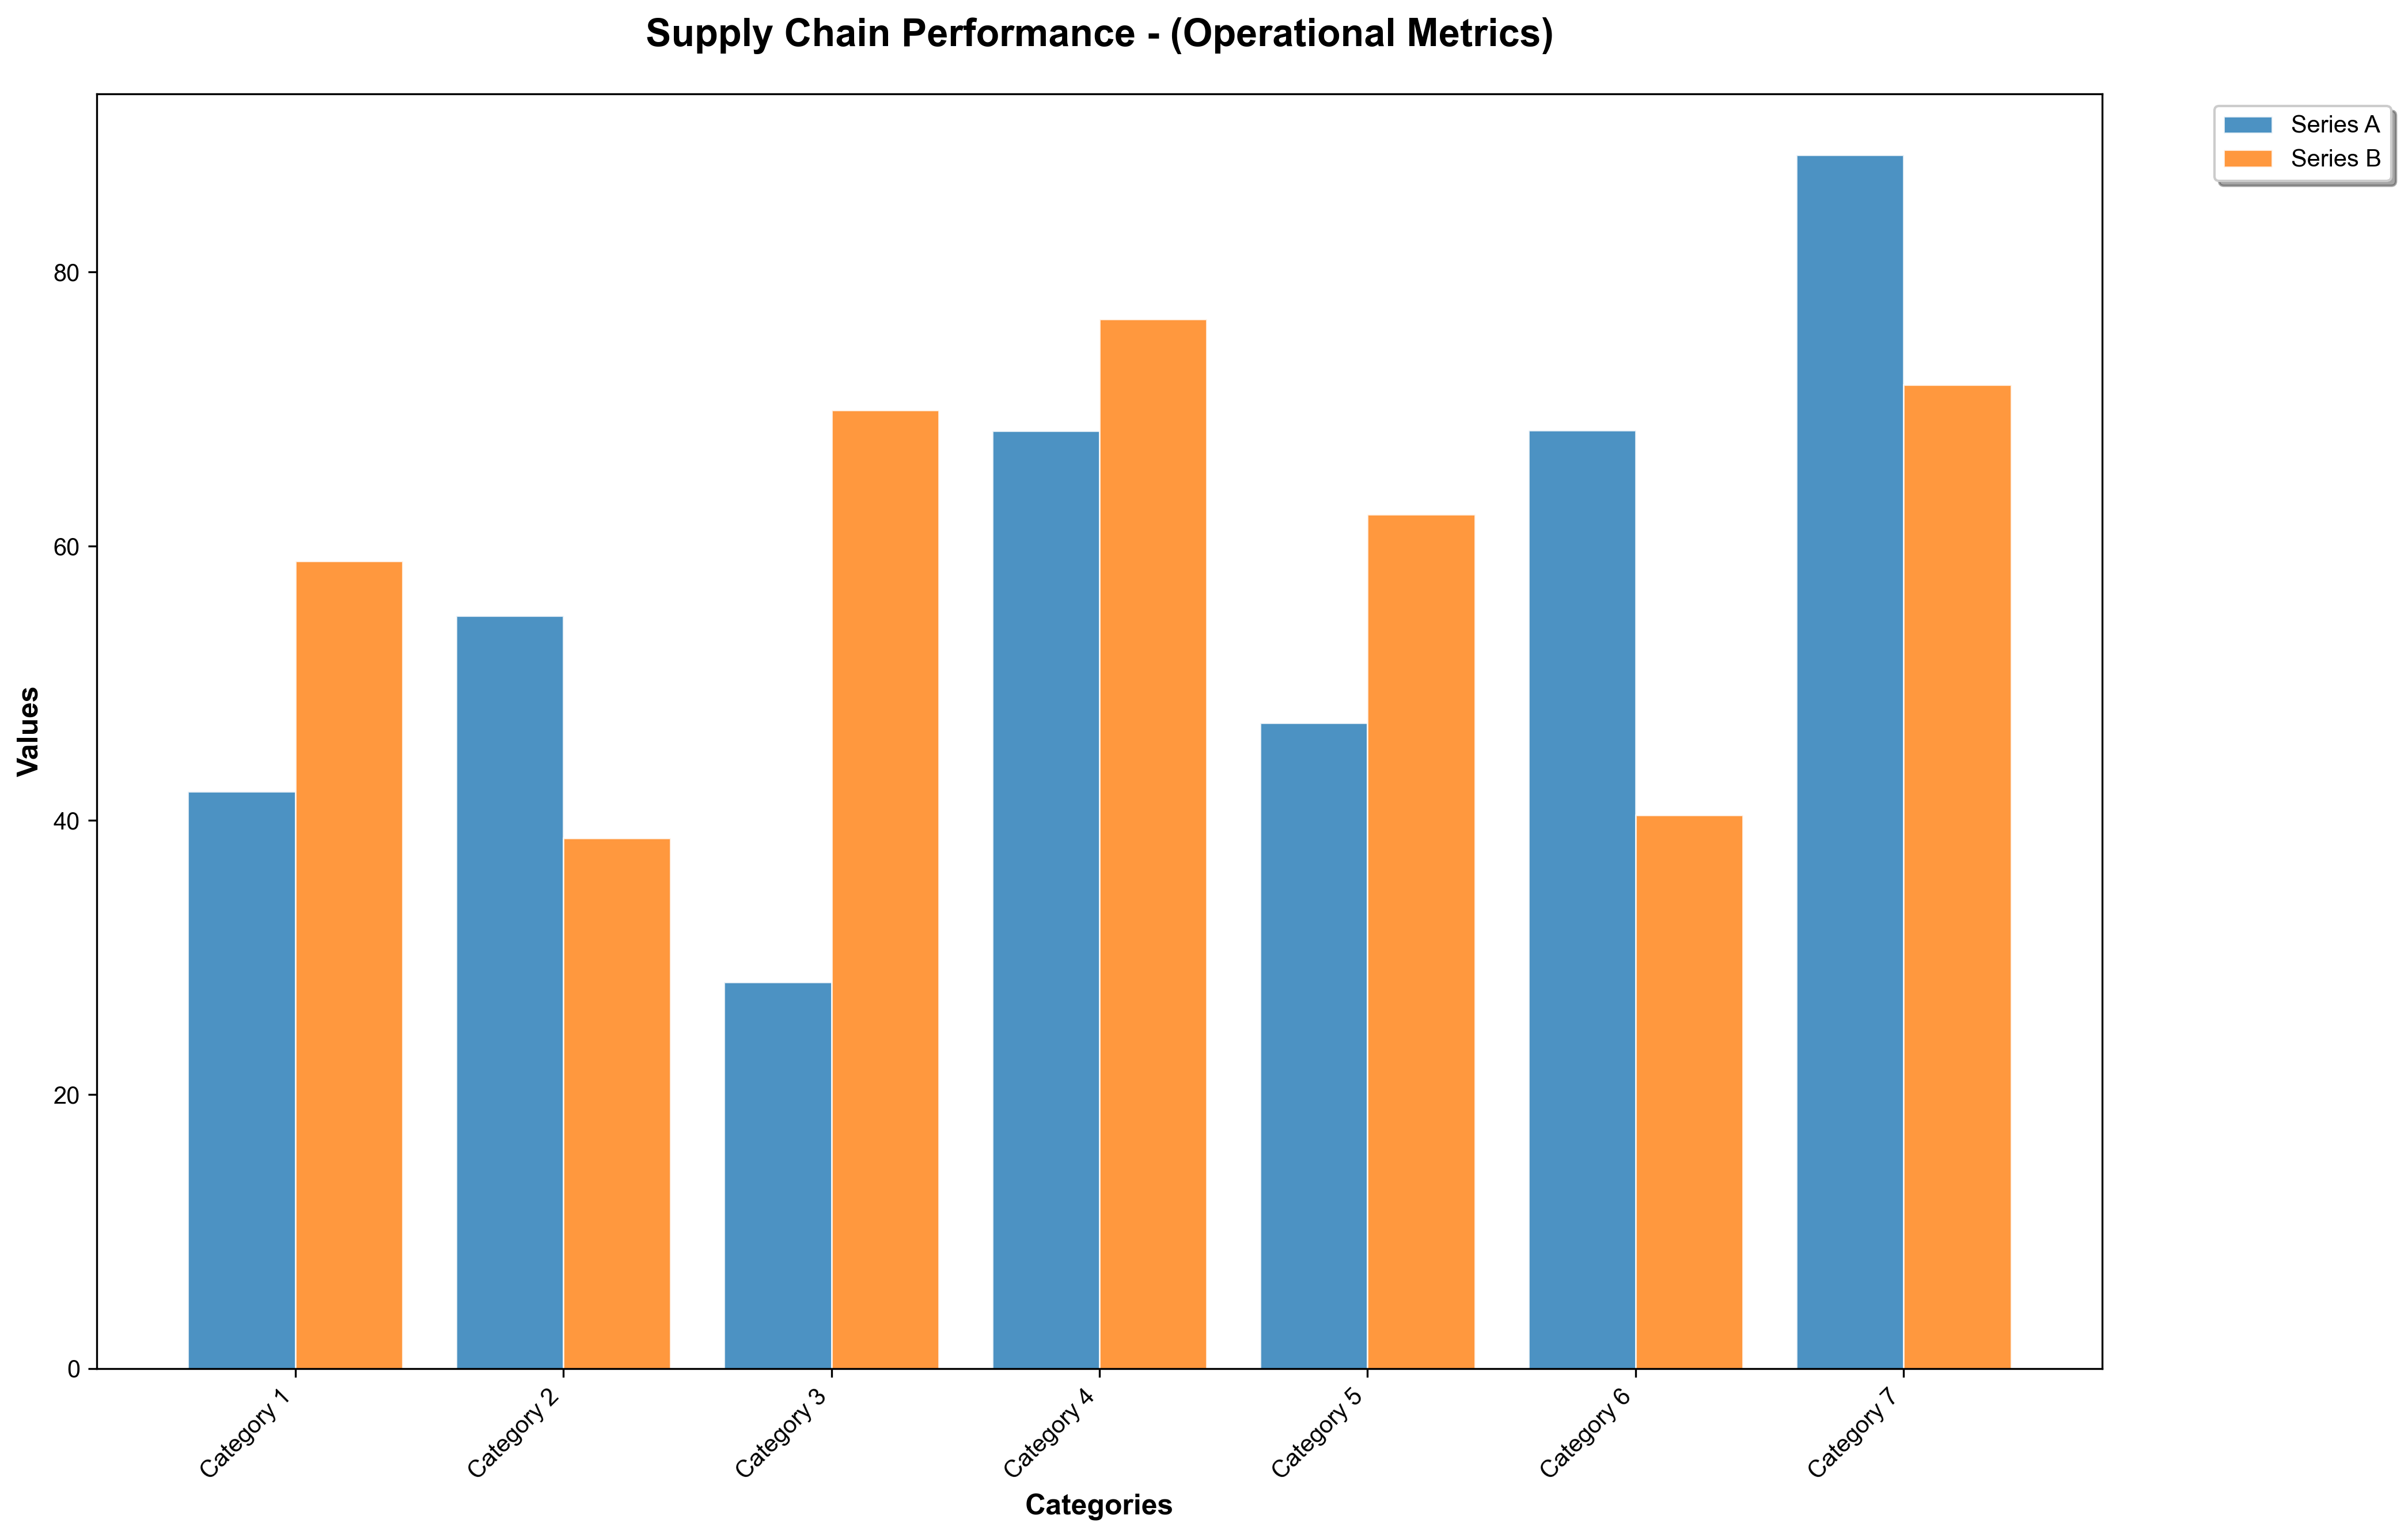 Supply Chain Performance - (Operational Metrics)
Series A
Series B
Values
80
60
40
20
0
Category 1
Category 2
Category 3
Category 4
Category 5
Category 6
Category 7
Categories